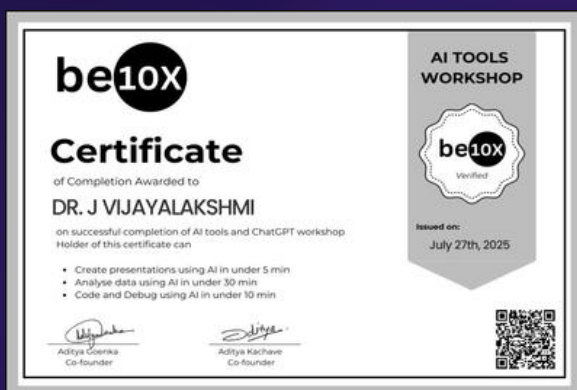 be10X
Certificate
of Completion Awarded to
DR. J VIJAYALAKSHMI
on successful completion of AI tools and ChatGPT workshop
Holder of this certificate can
• Create presentations using AI in under 5 min
• Analyse data using AI in under 30 min
• Code and Debug using AI in under 10 min
Aditya Goenka
Co-founder
Aditya Kachave
Co-founder
AI TOOLS
WORKSHOP
be10X
Verified
Issued on:
July 27th, 2025